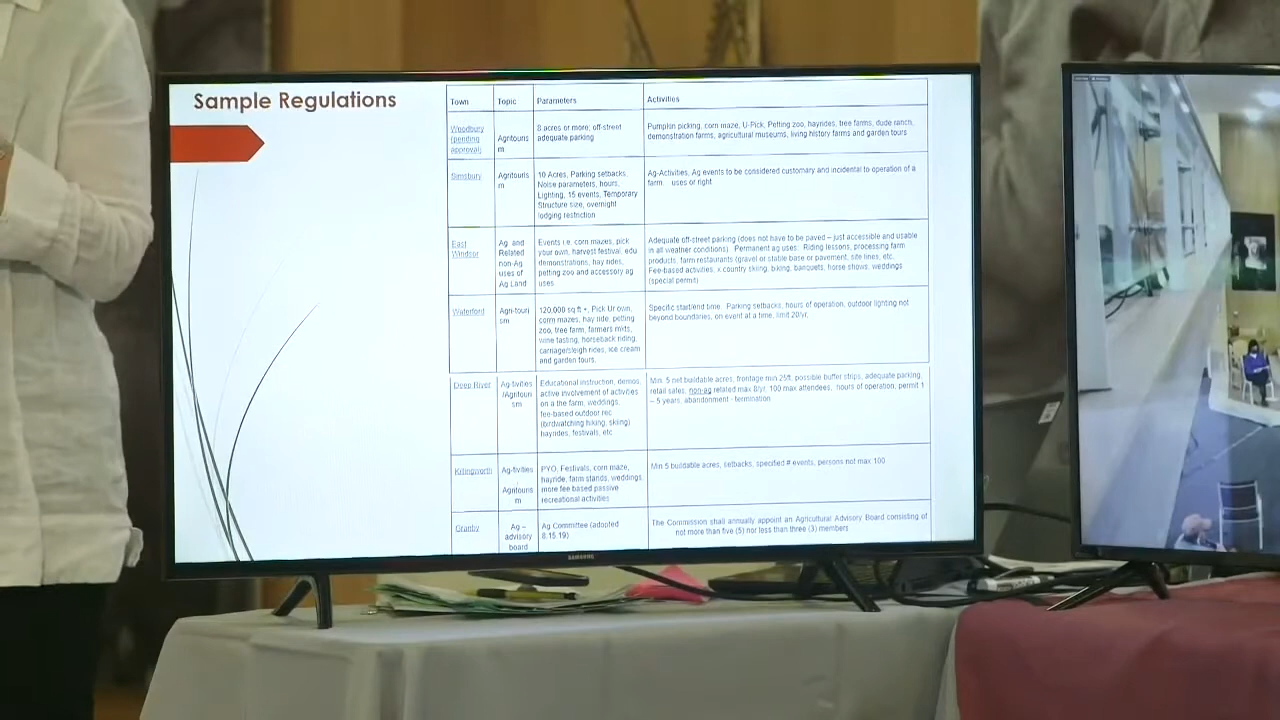 Sample Regulations
Town Topic Parameters Activities
Woodbury (pending approval)
Agritouris
m
8 acres or more; off-street
adequate parking
Pumpkin picking, corn maze, U-Pick, Petting zoo, hayrides, tree farms, dude ranch,
demonstration farms, agricultural museums, living history farms and garden tours
Simsbury
Agritouris
m
10 Acres, Parking setbacks,
Noise parameters, hours,
Lighting, 15 events, Temporary
Structure size, overnight
lodging restriction
Ag-Activities, Ag events to be considered customary and incidental to operation of a
farm. uses or right
East
Windsor
Ag and
Related
non-Ag
uses of
Ag Land
Events i.e. corn mazes, pick
your own, harvest festival, edu
demonstrations, hay rides,
petting zoo and accessory ag
uses
Adequate off-street parking (does not have to be paved – just accessible and usable
in all weather conditions) Permanent ag uses: Riding lessons, processing farm
products, farm restaurants (gravel or stable base or pavement, site lines, etc.
Fee-based activities, x.country skiing, biking, banquets, horse shows, weddings
(special permit)
Waterford
Agri-touri
sm
120,000 sq ft +, Pick Ur own,
corn mazes, hay ride, petting
zoo, tree farm, farmers mkts,
wine tasting, horseback riding,
carriage/sleigh rides, ice cream
and garden tours,
Specific start/end time. Parking setbacks, hours of operation, outdoor lighting not
beyond boundaries, on event at a time, limit 20/yr.
Deep River
Ag-tivities
/Agritouri
sm
Educational instruction, demos,
active involvement of activities
on a the farm, weddings,
fee-based outdoor rec
(birdwatching hiking, skiing)
hayrides, festivals, etc
Min. 5 net buildable acres, frontage min 25ft, possible buffer strips, adequate parking,
retail sales, non-ag related max 8/yr, 100 max attendees, hours of operation, permit 1
– 5 years, abandonment - termination
Killingworth
Ag-tivities
Agritouris
m
PYO, Festivals, corn maze,
hayride, farm stands, weddings
more fee based passive
recreational activities
Min 5 buildable acres, setbacks, specified # events, persons not max 100
Granby
Ag –
advisory
board
Ag Committee (adopted
8.15.19)
The Commission shall annually appoint an Agricultural Advisory Board consisting of
not more than five (5) nor less than three (3) members
SAMSUNG